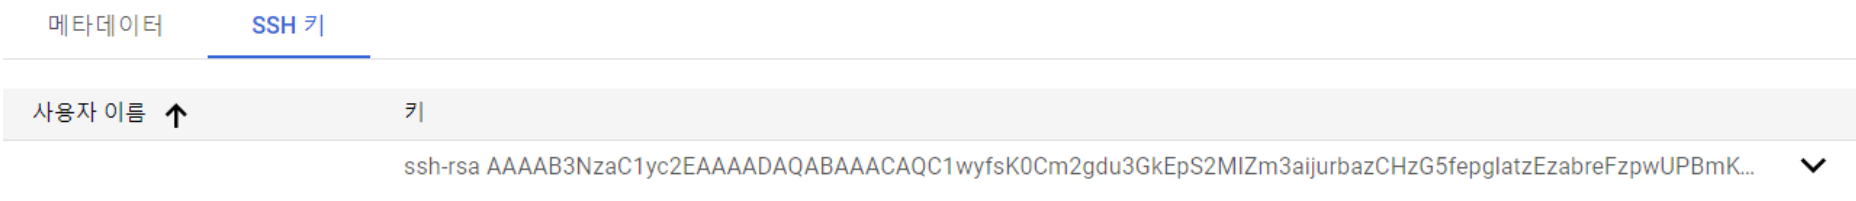 메타데이터 SSH 키
사용자 이름 키
ssh-rsa AAAAB3NzaC1yc2EAAAADAQABAAACAQC1wyfsK0Cm2gdu3GkEpS2MIZm3aijurbazCHzG5fepglatzEzabreFzpwUPBmK...